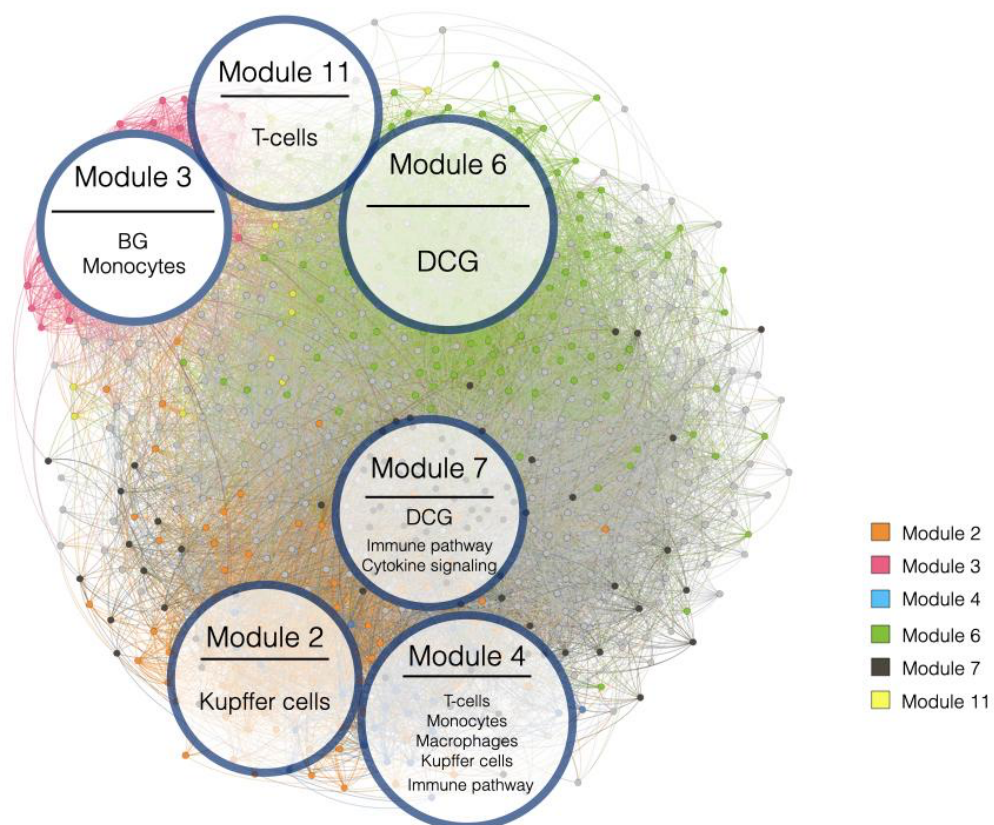 Module 11
T-cells
Module 3
BG
Monocytes
Module 6
DCG
Module 7
DCG
Immune pathway
Cytokine signaling
Module 2
Kupffer cells
Module 4
T-cells
Monocytes
Macrophages
Kupffer cells
Immune pathway
Module 2
Module 3
Module 4
Module 6
Module 7
Module 11